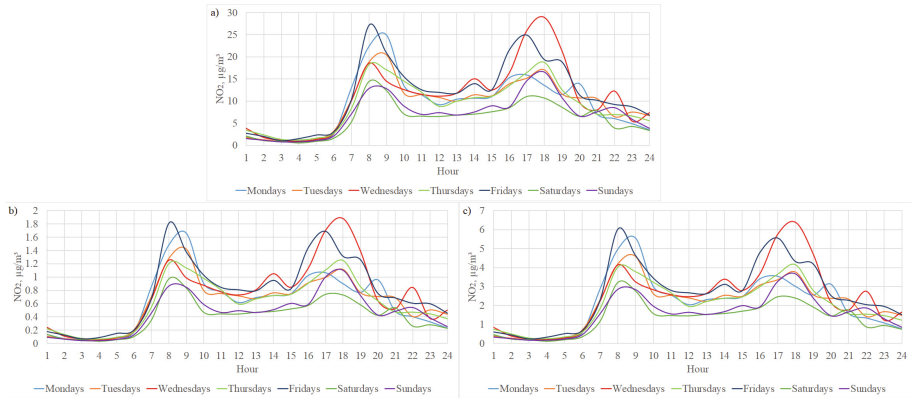 a)
NO₂, µg/m³
30
25
20
15
10
5
0
1 2 3 4 5 6 7 8 9 10 11 12 13 14 15 16 17 18 19 20 21 22 23 24
Hour
Mondays Tuesdays Wednesdays Thursdays Fridays Saturdays Sundays
b)
NO₂, µg/m³
2
1.8
1.6
1.4
1.2
1
0.8
0.6
0.4
0.2
0
1 2 3 4 5 6 7 8 9 10 11 12 13 14 15 16 17 18 19 20 21 22 23 24
Hour
Mondays Tuesdays Wednesdays Thursdays Fridays Saturdays Sundays
c)
NO₂, µg/m³
7
6
5
4
3
2
1
0
1 2 3 4 5 6 7 8 9 10 11 12 13 14 15 16 17 18 19 20 21 22 23 24
Hour
Mondays Tuesdays Wednesdays Thursdays Fridays Saturdays Sundays